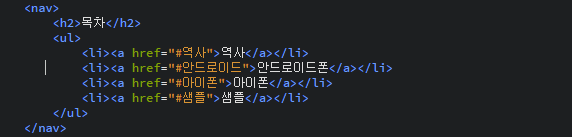 <nav>
<h2>목차</h2>
<ul>
<li><a href="#역사">역사</a></li>
<li><a href="#안드로이드">안드로이드폰</a></li>
<li><a href="#아이폰">아이폰</a></li>
<li><a href="#샘플">샘플</a></li>
</ul>
</nav>